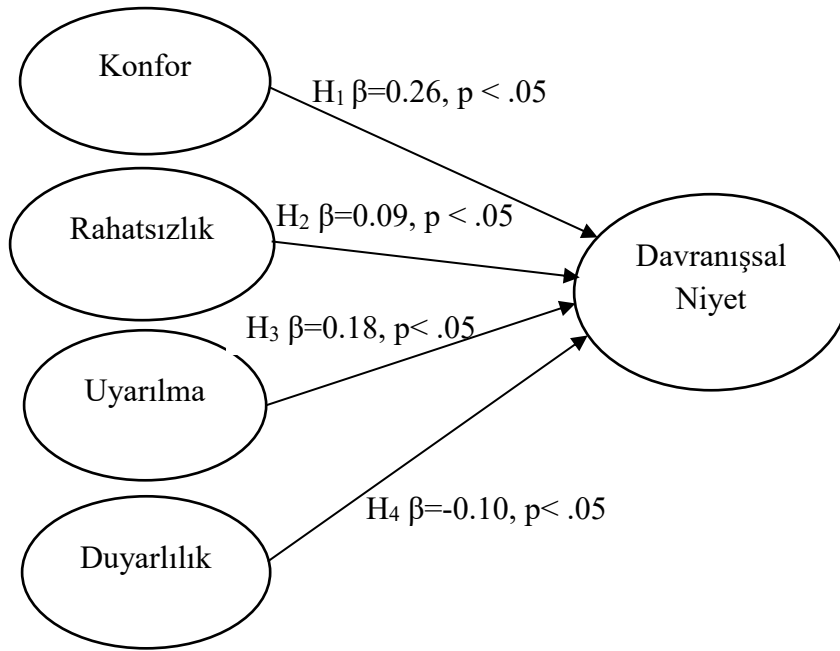 Konfor
H₁ β=0.26, p < .05
Rahatsızlık
H₂ β=0.09, p < .05
Davranışsal
Niyet
H₃ β=0.18, p< .05
Uyarılma
H₄ β=-0.10, p< .05
Duyarlılık